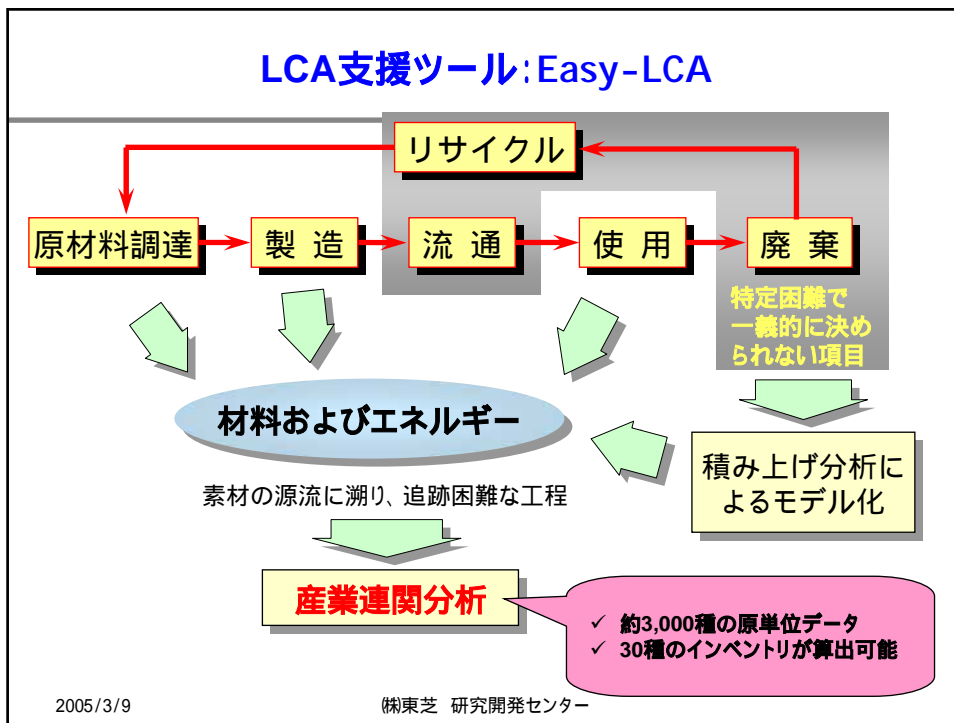 LCA支援ツール:Easy-LCA
リサイクル
原材料調達
製 造
流 通
使 用
廃 棄
特定困難で
一義的に決め
られない項目
材料およびエネルギー
積み上げ分析に
よるモデル化
素材の源流に溯り、追跡困難な工程
産業連関分析
✓ 約3,000種の原単位データ
✓ 30種のインベントリが算出可能
2005/3/9
㈱東芝 研究開発センター